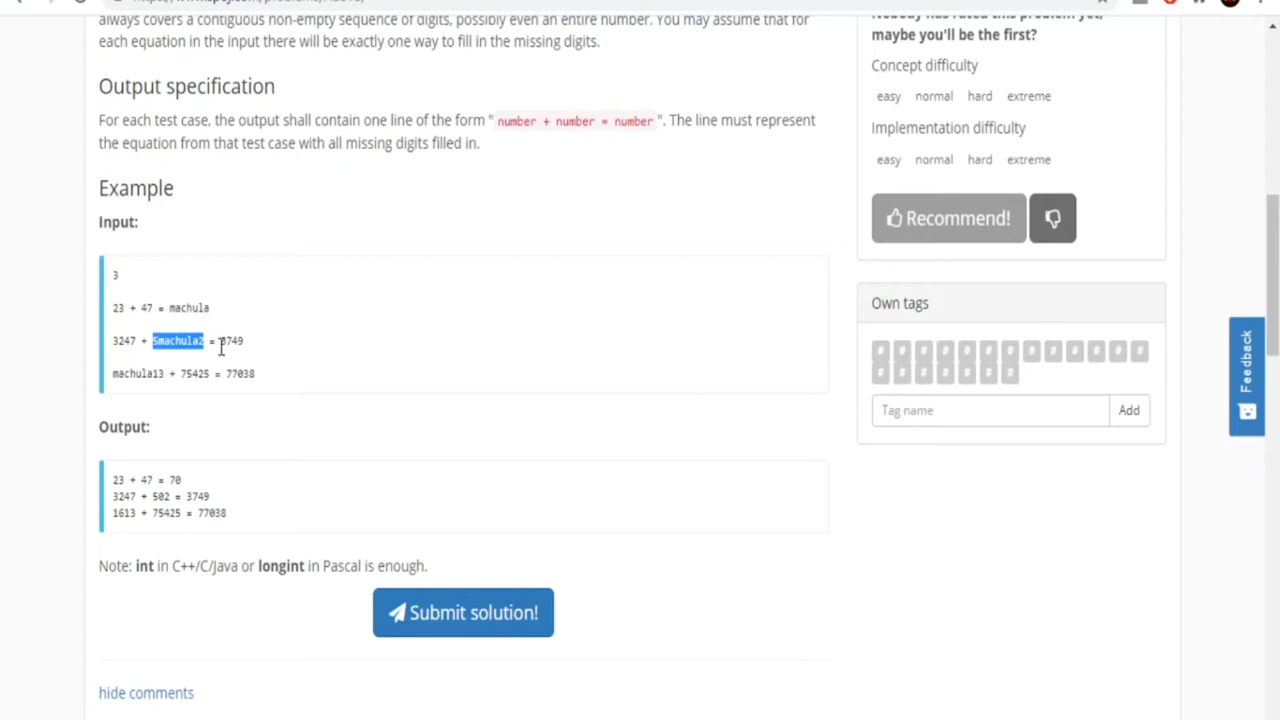 always covers a contiguous non-empty sequence of digits, possibly even an entire number. You may assume that for
each equation in the input there will be exactly one way to fill in the missing digits.
Output specification
For each test case, the output shall contain one line of the form " number + number = number ". The line must represent
the equation from that test case with all missing digits filled in.
Example
Input:
3
23 + 47 = machula
3247 + 5machula2 = 3749
machula13 + 75425 = 77038
Output:
23 + 47 = 70
3247 + 502 = 3749
1613 + 75425 = 77038
Note: int in C++/C/Java or longint in Pascal is enough.
Submit solution!
hide comments
Nobody has rated this problem yet,
maybe you'll be the first?
Concept difficulty
easy normal hard extreme
Implementation difficulty
easy normal hard extreme
Recommend!
Own tags
# # # # # # # # # # # # #
# # # # # # #
Tag name Add
Feedback